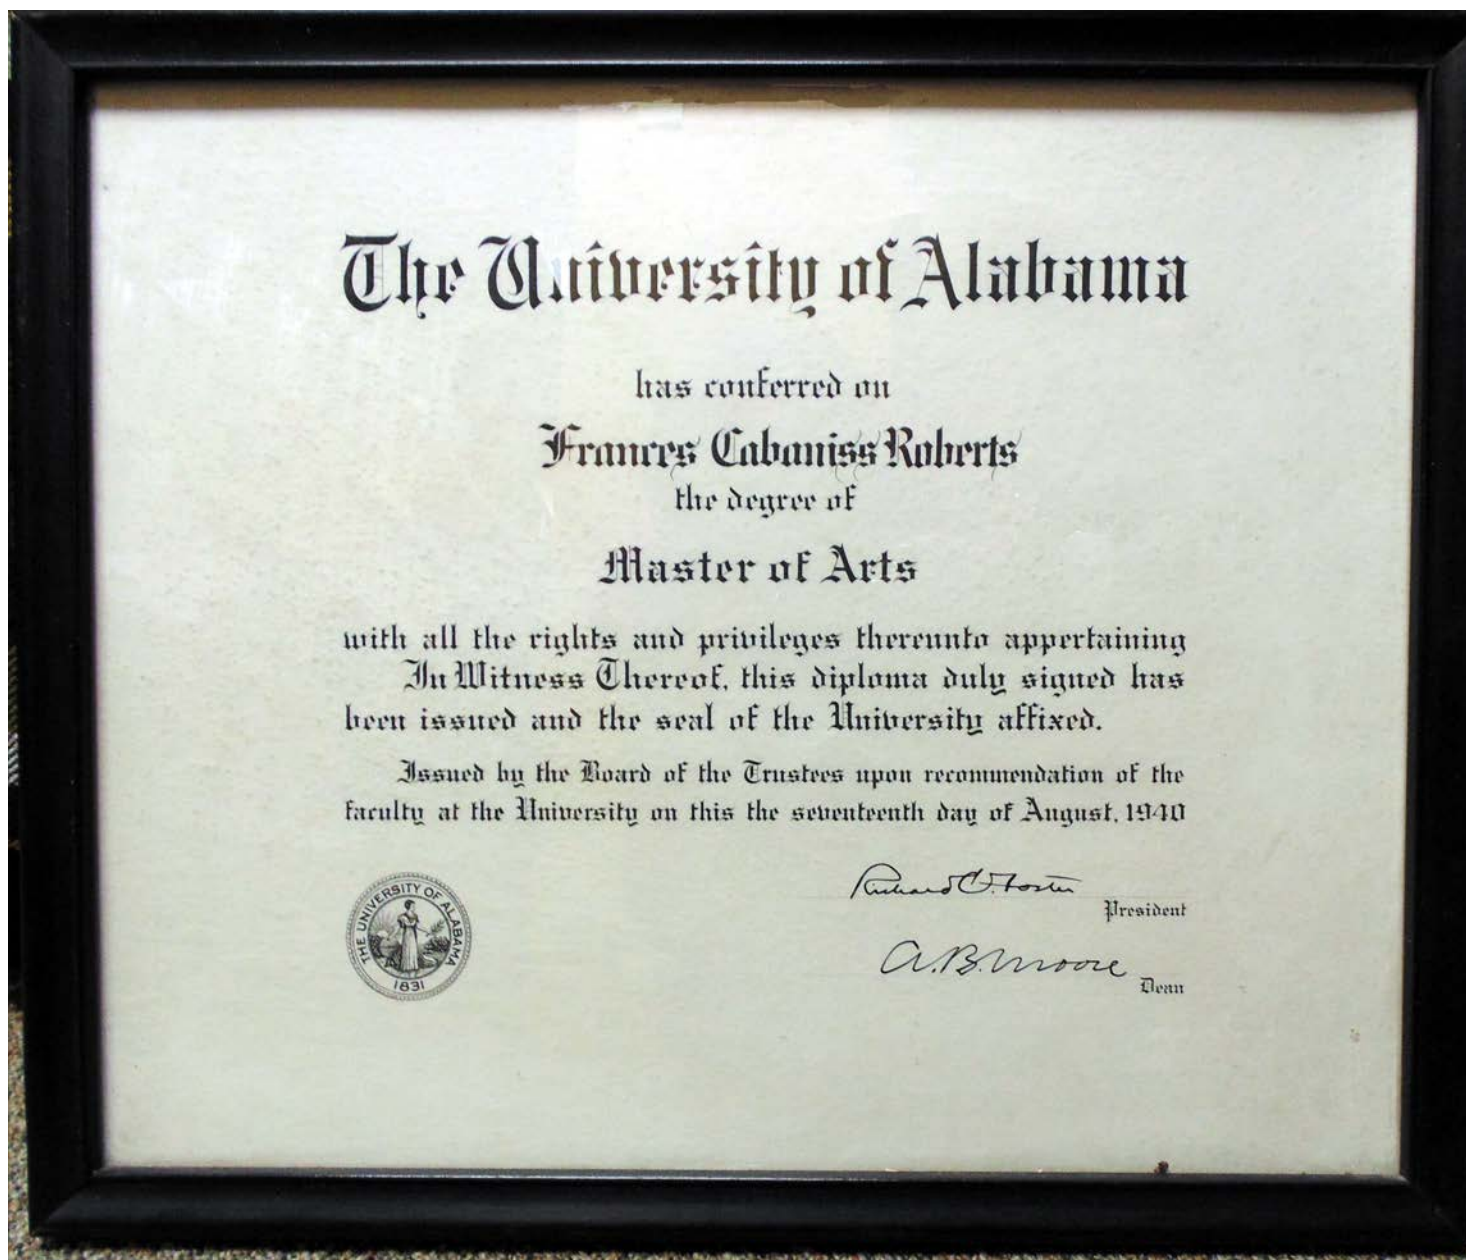 The University of Alabama
has conferred on
Frances Cabaniss Roberts
the degree of
Master of Arts
with all the rights and privileges thereunto appertaining
In Witness Thereof, this diploma duly signed has
been issued and the seal of the University affixed.
Issued by the Board of the Trustees upon recommendation of the
faculty at the University on this the seventeenth day of August, 1940
THE UNIVERSITY OF ALABAMA
1831
Richard C. Foster
President
A. B. Moore
Dean